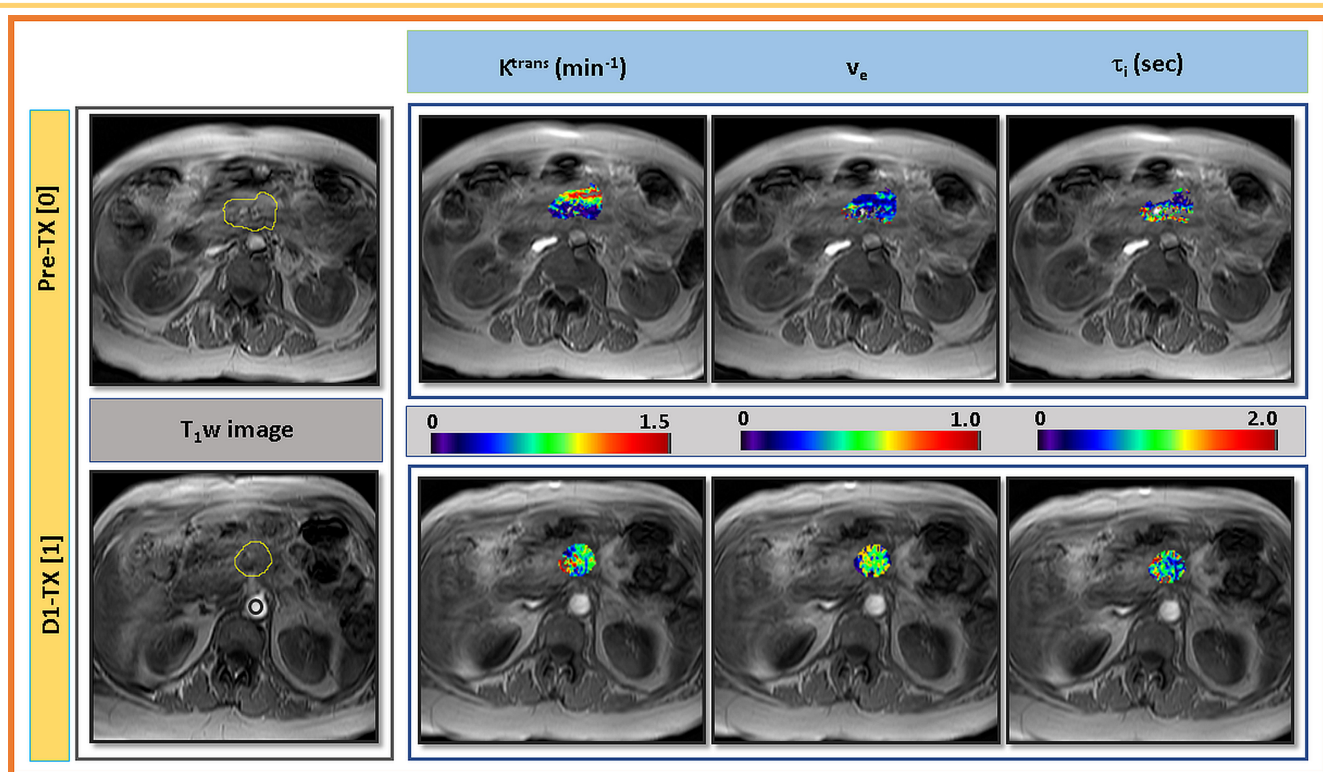 Kᵗʳᵃⁿˢ (min⁻¹) vₑ τᵢ (sec)
Pre-TX [0]
T₁w image
0 1.5 0 1.0 0 2.0
D1-TX [1]